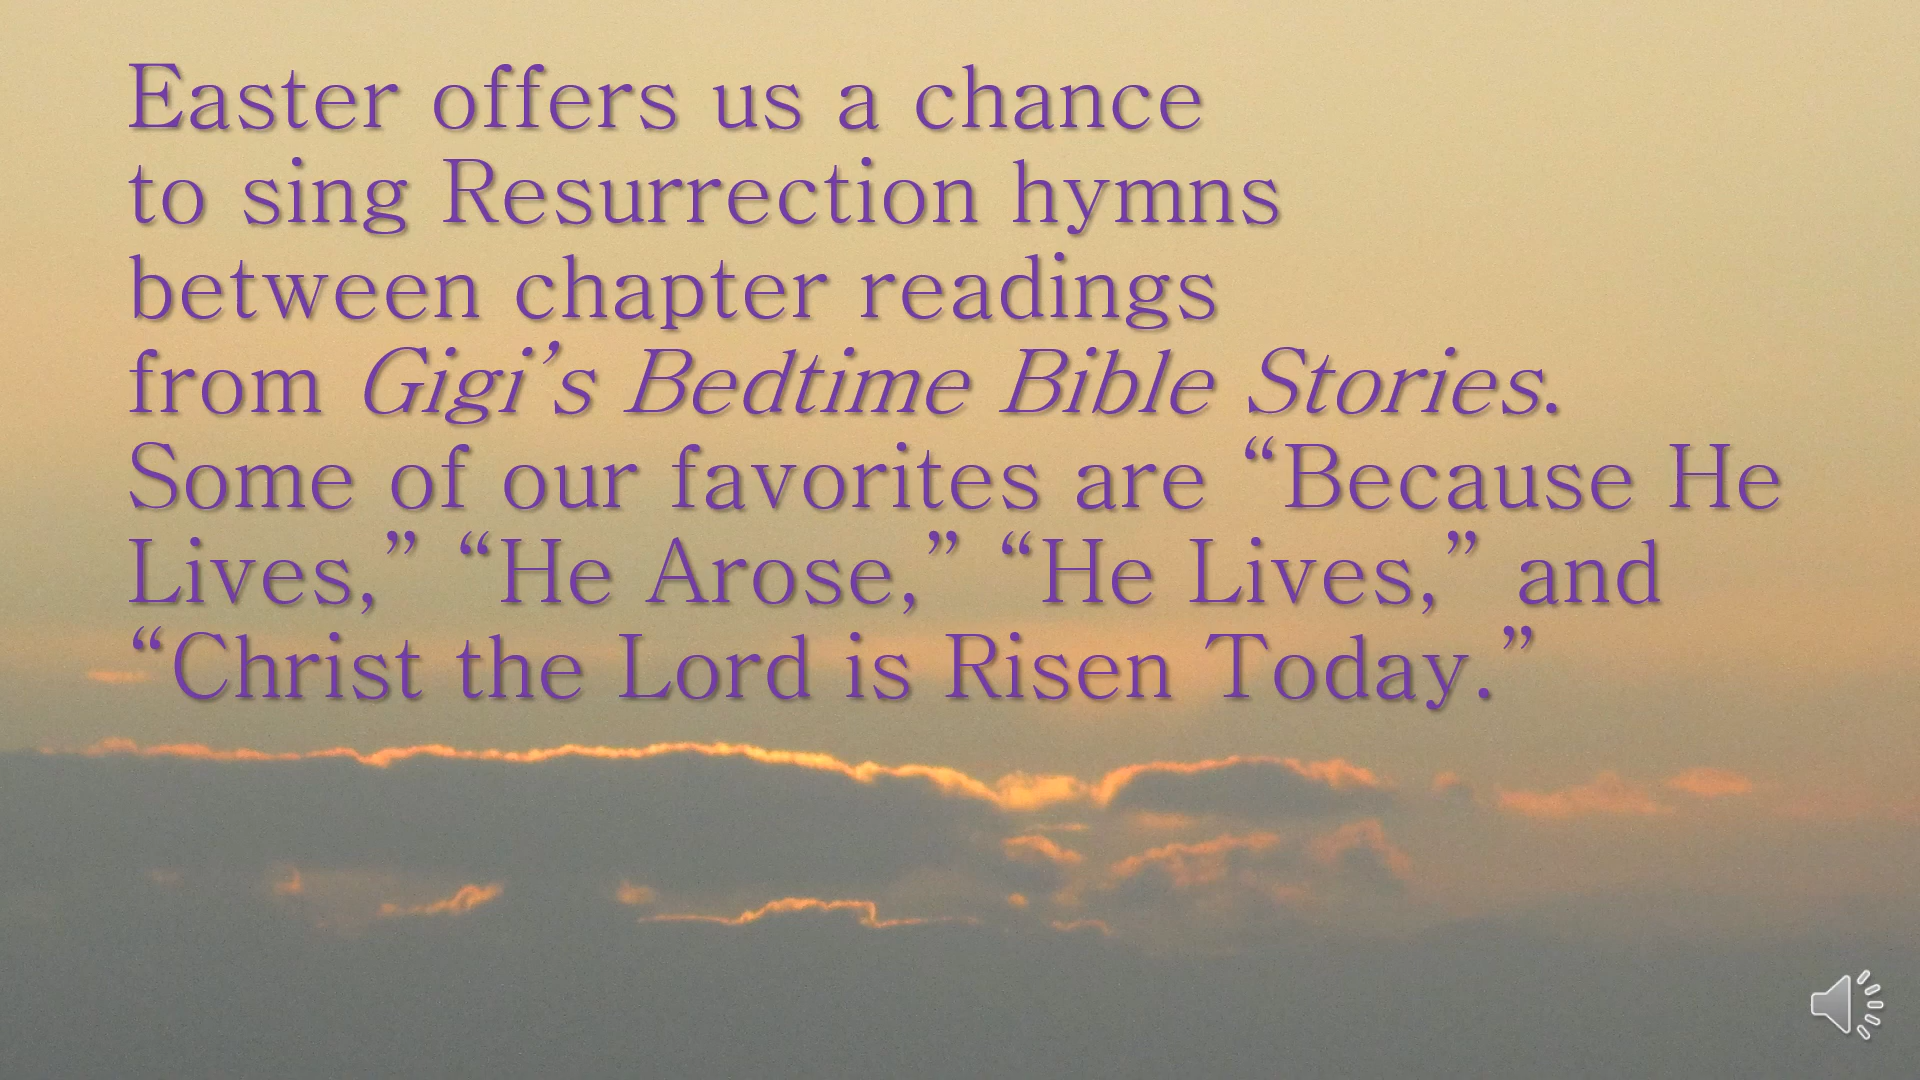 Easter offers us a chance
to sing Resurrection hymns
between chapter readings
from Gigi’s Bedtime Bible Stories.
Some of our favorites are “Because He
Lives,” “He Arose,” “He Lives,” and
“Christ the Lord is Risen Today.”